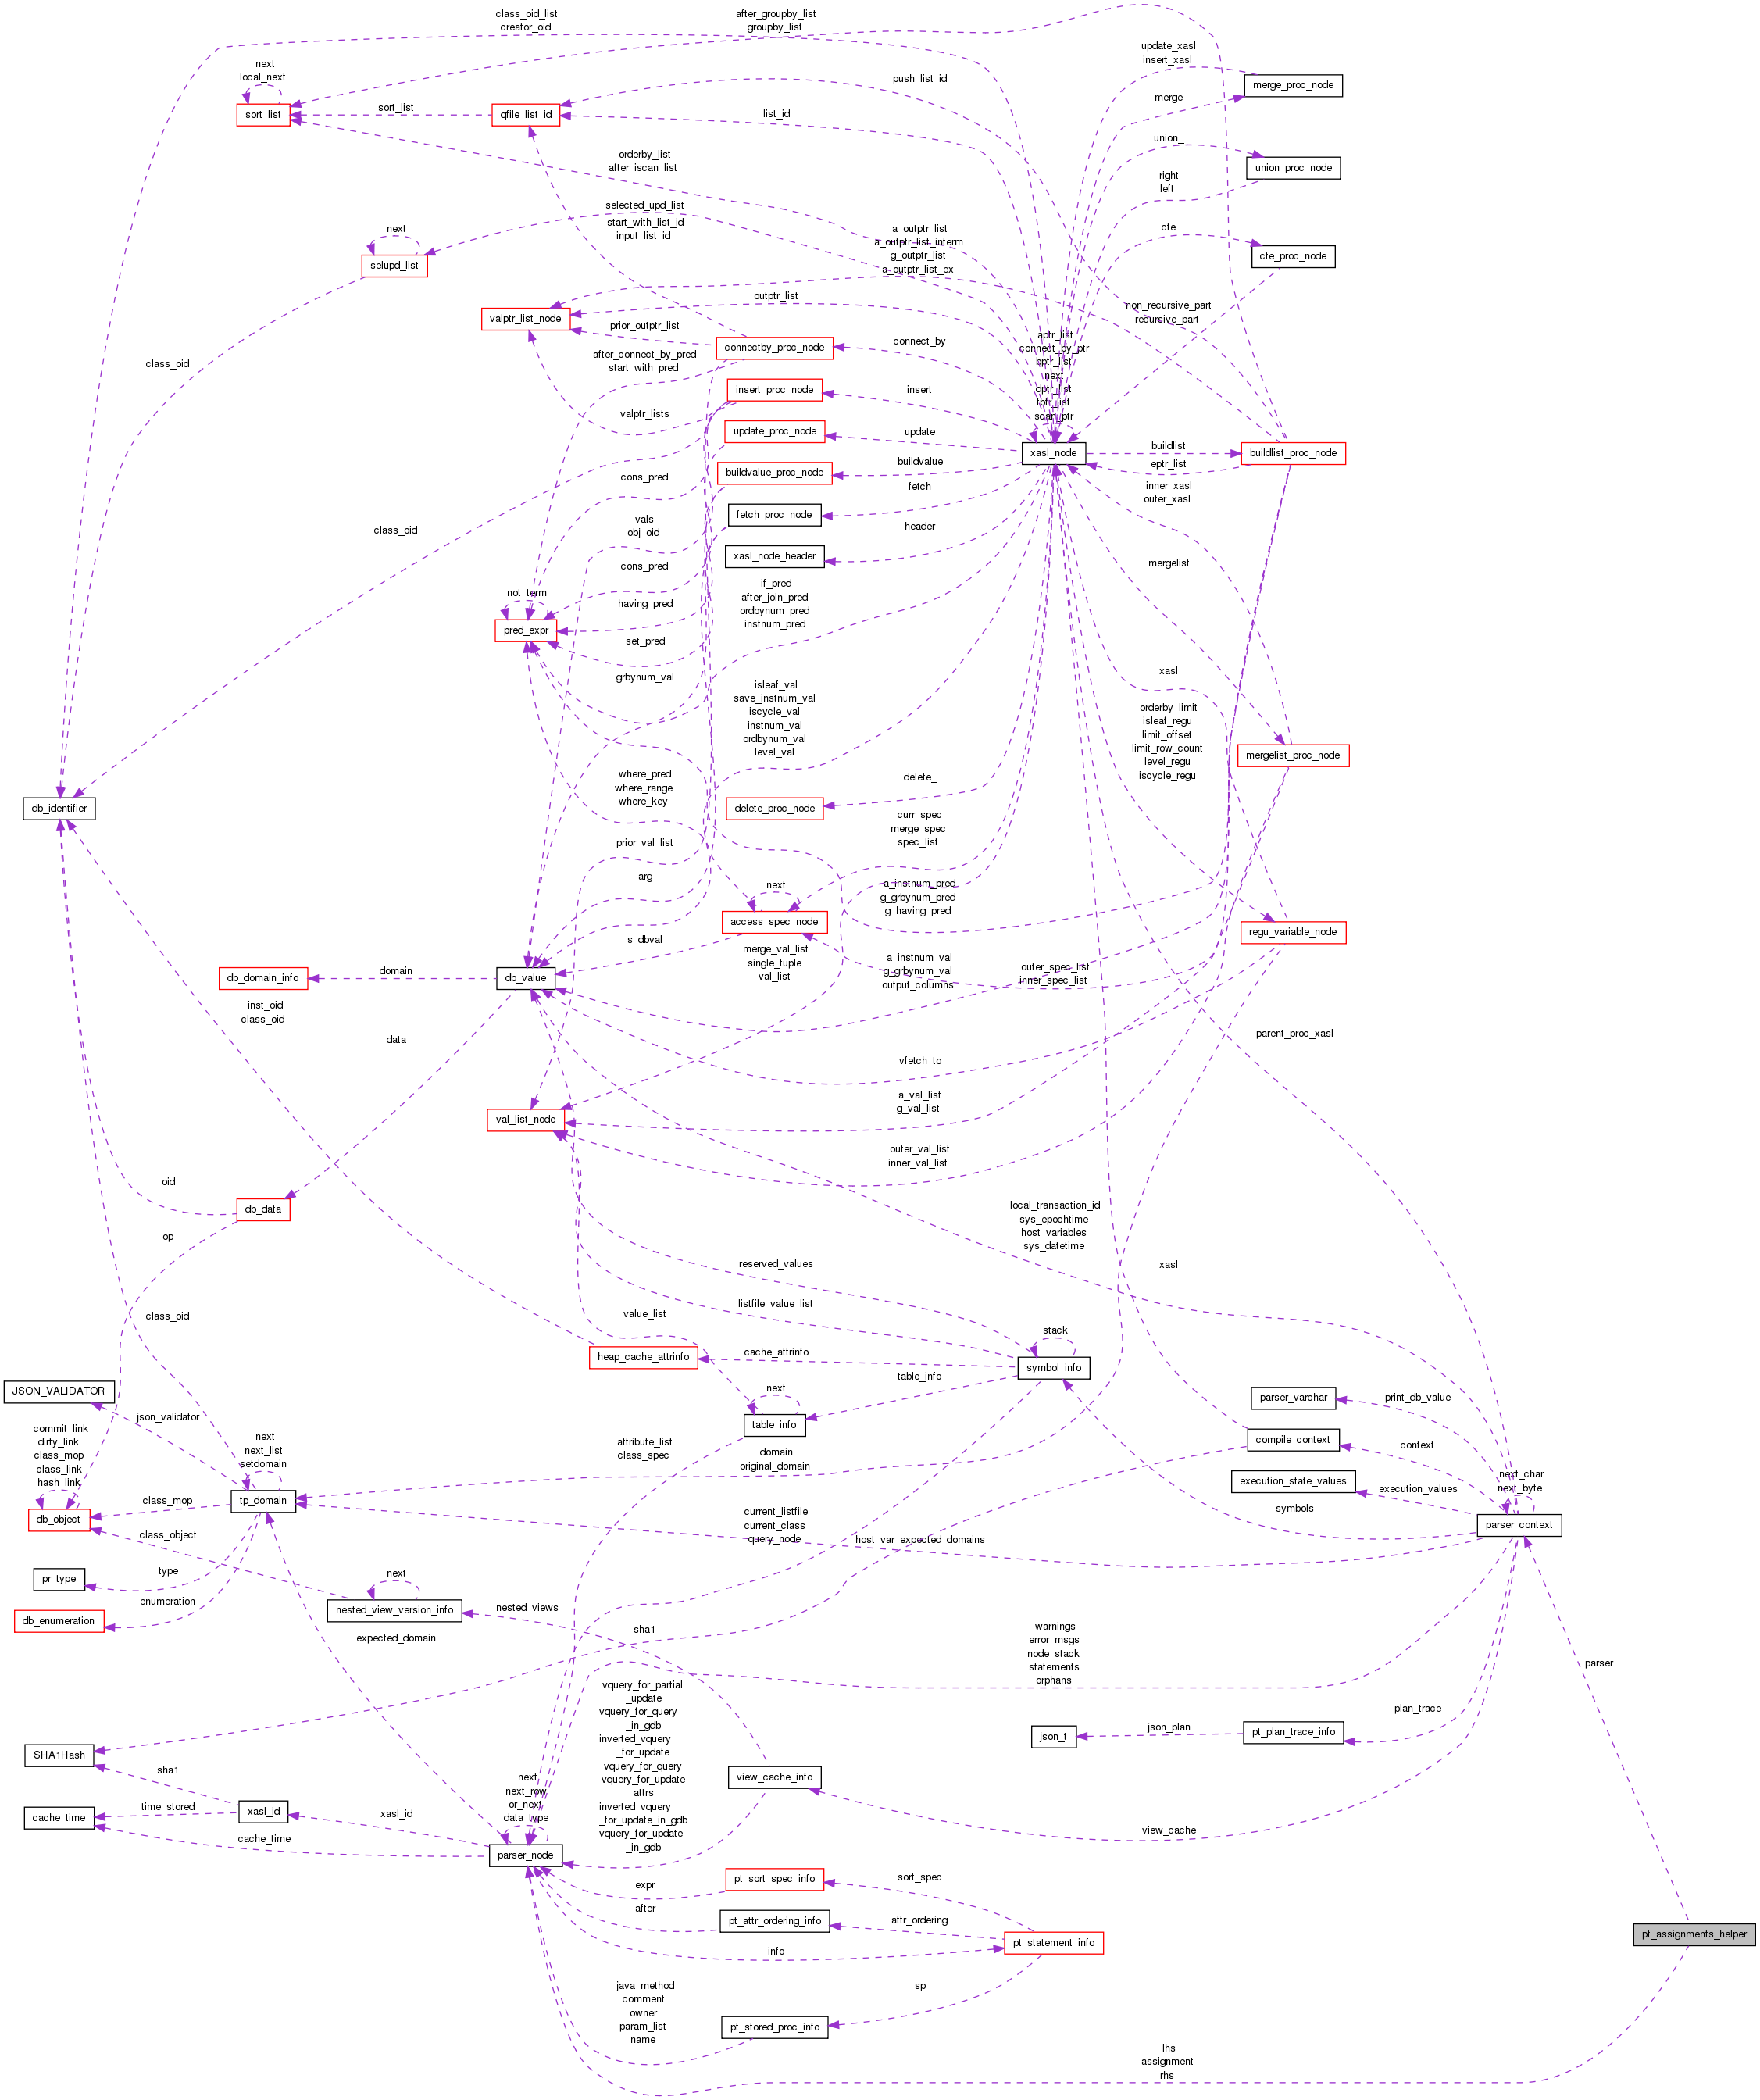 class_oid_list
creator_oid
after_groupby_list
groupby_list
update_xasl
insert_xasl
next
local_next
push_list_id
merge_proc_node
merge
sort_list
sort_list
qfile_list_id
list_id
union_
union_proc_node
orderby_list
after_iscan_list
right
left
selected_upd_list
start_with_list_id
input_list_id
next
a_outptr_list
a_outptr_list_interm
g_outptr_list
a_outptr_list_ex
cte
cte_proc_node
selupd_list
outptr_list
non_recursive_part
recursive_part
valptr_list_node
prior_outptr_list
connectby_proc_node
connect_by
aptr_list
connect_by_ptr
bptr_list
next
dptr_list
fptr_list
scan_ptr
class_oid
after_connect_by_pred
start_with_pred
insert_proc_node
insert
valptr_lists
update_proc_node
update
xasl_node
buildlist
eptr_list
buildlist_proc_node
buildvalue_proc_node
buildvalue
cons_pred
fetch
inner_xasl
outer_xasl
class_oid
vals
obj_oid
fetch_proc_node
header
xasl_node_header
cons_pred
mergelist
not_term
having_pred
if_pred
after_join_pred
ordbynum_pred
instnum_pred
pred_expr
set_pred
grbynum_val
xasl
isleaf_val
save_instnum_val
iscycle_val
instnum_val
ordbynum_val
level_val
orderby_limit
isleaf_regu
limit_offset
limit_row_count
level_regu
iscycle_regu
mergelist_proc_node
where_pred
where_range
where_key
delete_
db_identifier
delete_proc_node
curr_spec
merge_spec
spec_list
prior_val_list
arg
next
a_instnum_pred
g_grbynum_pred
g_having_pred
access_spec_node
regu_variable_node
s_dbval
merge_val_list
single_tuple
val_list
a_instnum_val
g_grbynum_val
output_columns
outer_spec_list
inner_spec_list
db_domain_info
domain
db_value
inst_oid
class_oid
data
vfetch_to
parent_proc_xasl
val_list_node
a_val_list
g_val_list
outer_val_list
inner_val_list
oid
db_data
op
local_transaction_id
sys_epochtime
host_variables
sys_datetime
reserved_values
xasl
class_oid
value_list
listfile_value_list
stack
heap_cache_attrinfo
cache_attrinfo
symbol_info
table_info
JSON_VALIDATOR
json_validator
next
table_info
parser_varchar
print_db_value
commit_link
dirty_link
class_mop
class_link
hash_link
next
next_list
setdomain
attribute_list
class_spec
domain
original_domain
compile_context
context
execution_state_values
execution_values
next_char
next_byte
db_object
class_mop
tp_domain
class_object
current_listfile
current_class
query_node
host_var_expected_domains
symbols
parser_context
pr_type
type
next
db_enumeration
enumeration
nested_view_version_info
nested_views
expected_domain
sha1
warnings
error_msgs
node_stack
statements
orphans
parser
vquery_for_partial
_update
vquery_for_query
_in_gdb
inverted_vquery
_for_update
vquery_for_query
vquery_for_update
attrs
inverted_vquery
_for_update_in_gdb
vquery_for_update
_in_gdb
plan_trace
json_t
json_plan
pt_plan_trace_info
SHA1Hash
sha1
view_cache_info
next
next_row
or_next
data_type
time_stored
xasl_id
xasl_id
cache_time
cache_time
view_cache
parser_node
pt_sort_spec_info
sort_spec
expr
after
pt_attr_ordering_info
attr_ordering
pt_assignments_helper
info
pt_statement_info
java_method
comment
owner
param_list
name
sp
pt_stored_proc_info
lhs
assignment
rhs